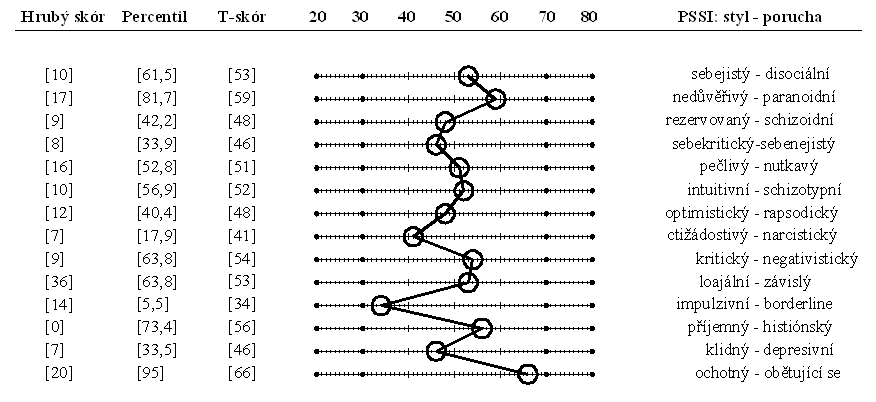 Hrubý skór Percentil T-skór 20 30 40 50 60 70 80 PSSI: styl - porucha
[10] [61,5] [53] sebejistý - disociální
[17] [81,7] [59] nedůvěřivý - paranoidní
[9] [42,2] [48] rezervovaný - schizoidní
[8] [33,9] [46] sebekritický-sebenejistý
[16] [52,8] [51] pečlivý - nutkavý
[10] [56,9] [52] intuitivní - schizotypní
[12] [40,4] [48] optimistický - rapsodický
[7] [17,9] [41] ctižádostivý - narcistický
[9] [63,8] [54] kritický - negativistický
[36] [63,8] [53] loajální - závislý
[14] [5,5] [34] impulzivní - borderline
[0] [73,4] [56] příjemný - histiónský
[7] [33,5] [46] klidný - depresivní
[20] [95] [66] ochotný - obětující se